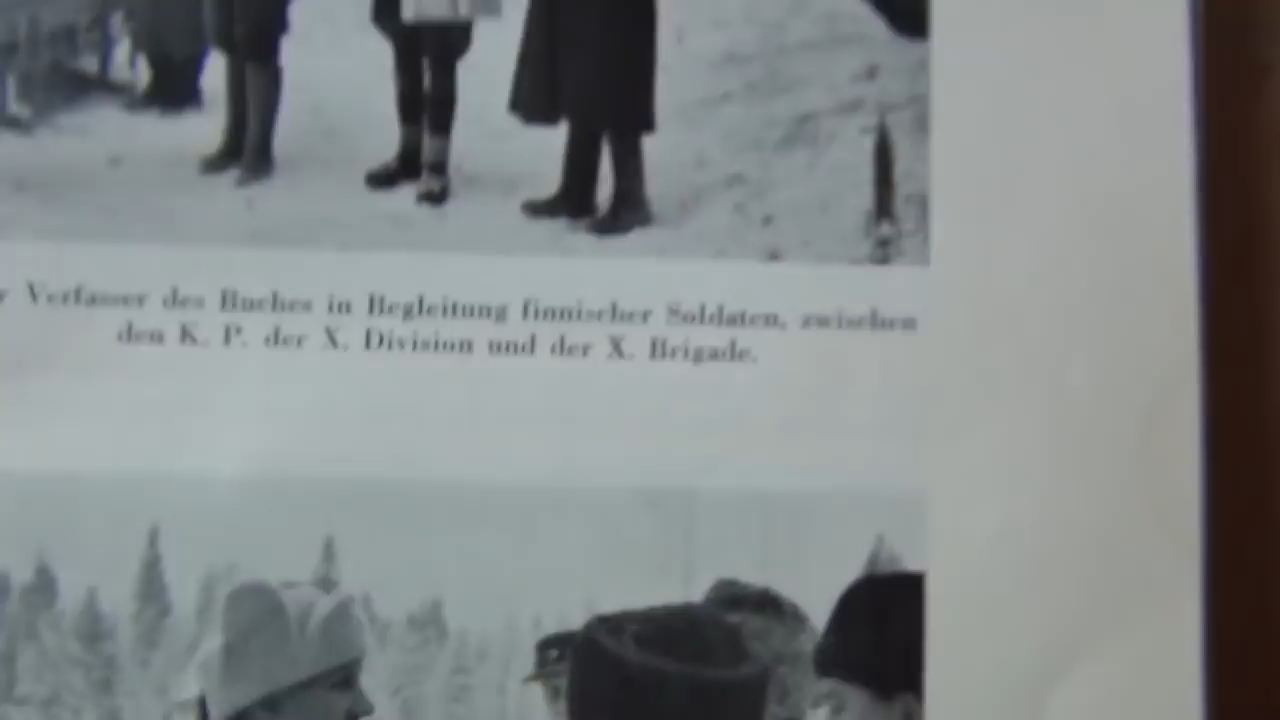 r Verfasser des Buches in Begleitung finnischer Soldaten, zwischen
den K. P. der X. Division und der X. Brigade.